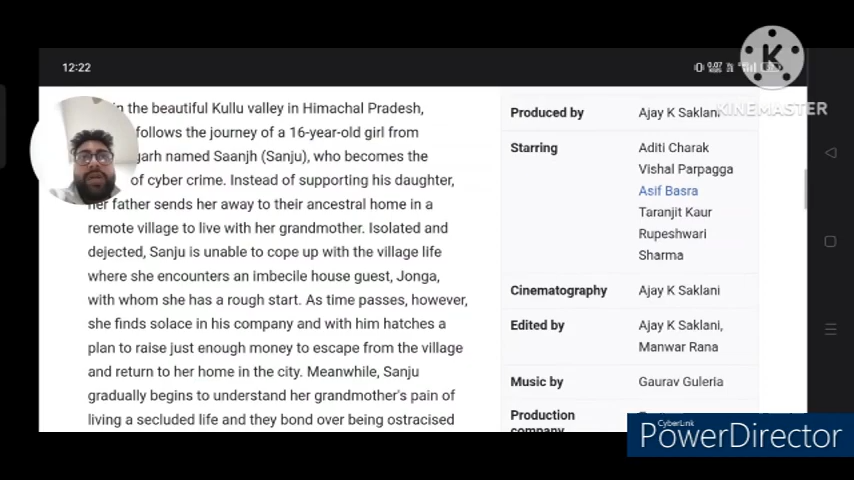 12:22
KINEMASTER
in the beautiful Kullu valley in Himachal Pradesh,
follows the journey of a 16-year-old girl from
garh named Saanjh (Sanju), who becomes the
of cyber crime. Instead of supporting his daughter,
her father sends her away to their ancestral home in a
remote village to live with her grandmother. Isolated and
dejected, Sanju is unable to cope up with the village life
where she encounters an imbecile house guest, Jonga,
with whom she has a rough start. As time passes, however,
she finds solace in his company and with him hatches a
plan to raise just enough money to escape from the village
and return to her home in the city. Meanwhile, Sanju
gradually begins to understand her grandmother's pain of
living a secluded life and they bond over being ostracised
Produced by Ajay K Saklani
Starring Aditi Charak
Vishal Parpagga
Asif Basra
Taranjit Kaur
Rupeshwari
Sharma
Cinematography Ajay K Saklani
Edited by Ajay K Saklani,
Manwar Rana
Music by Gaurav Guleria
Production
company
CyberLink
PowerDirector